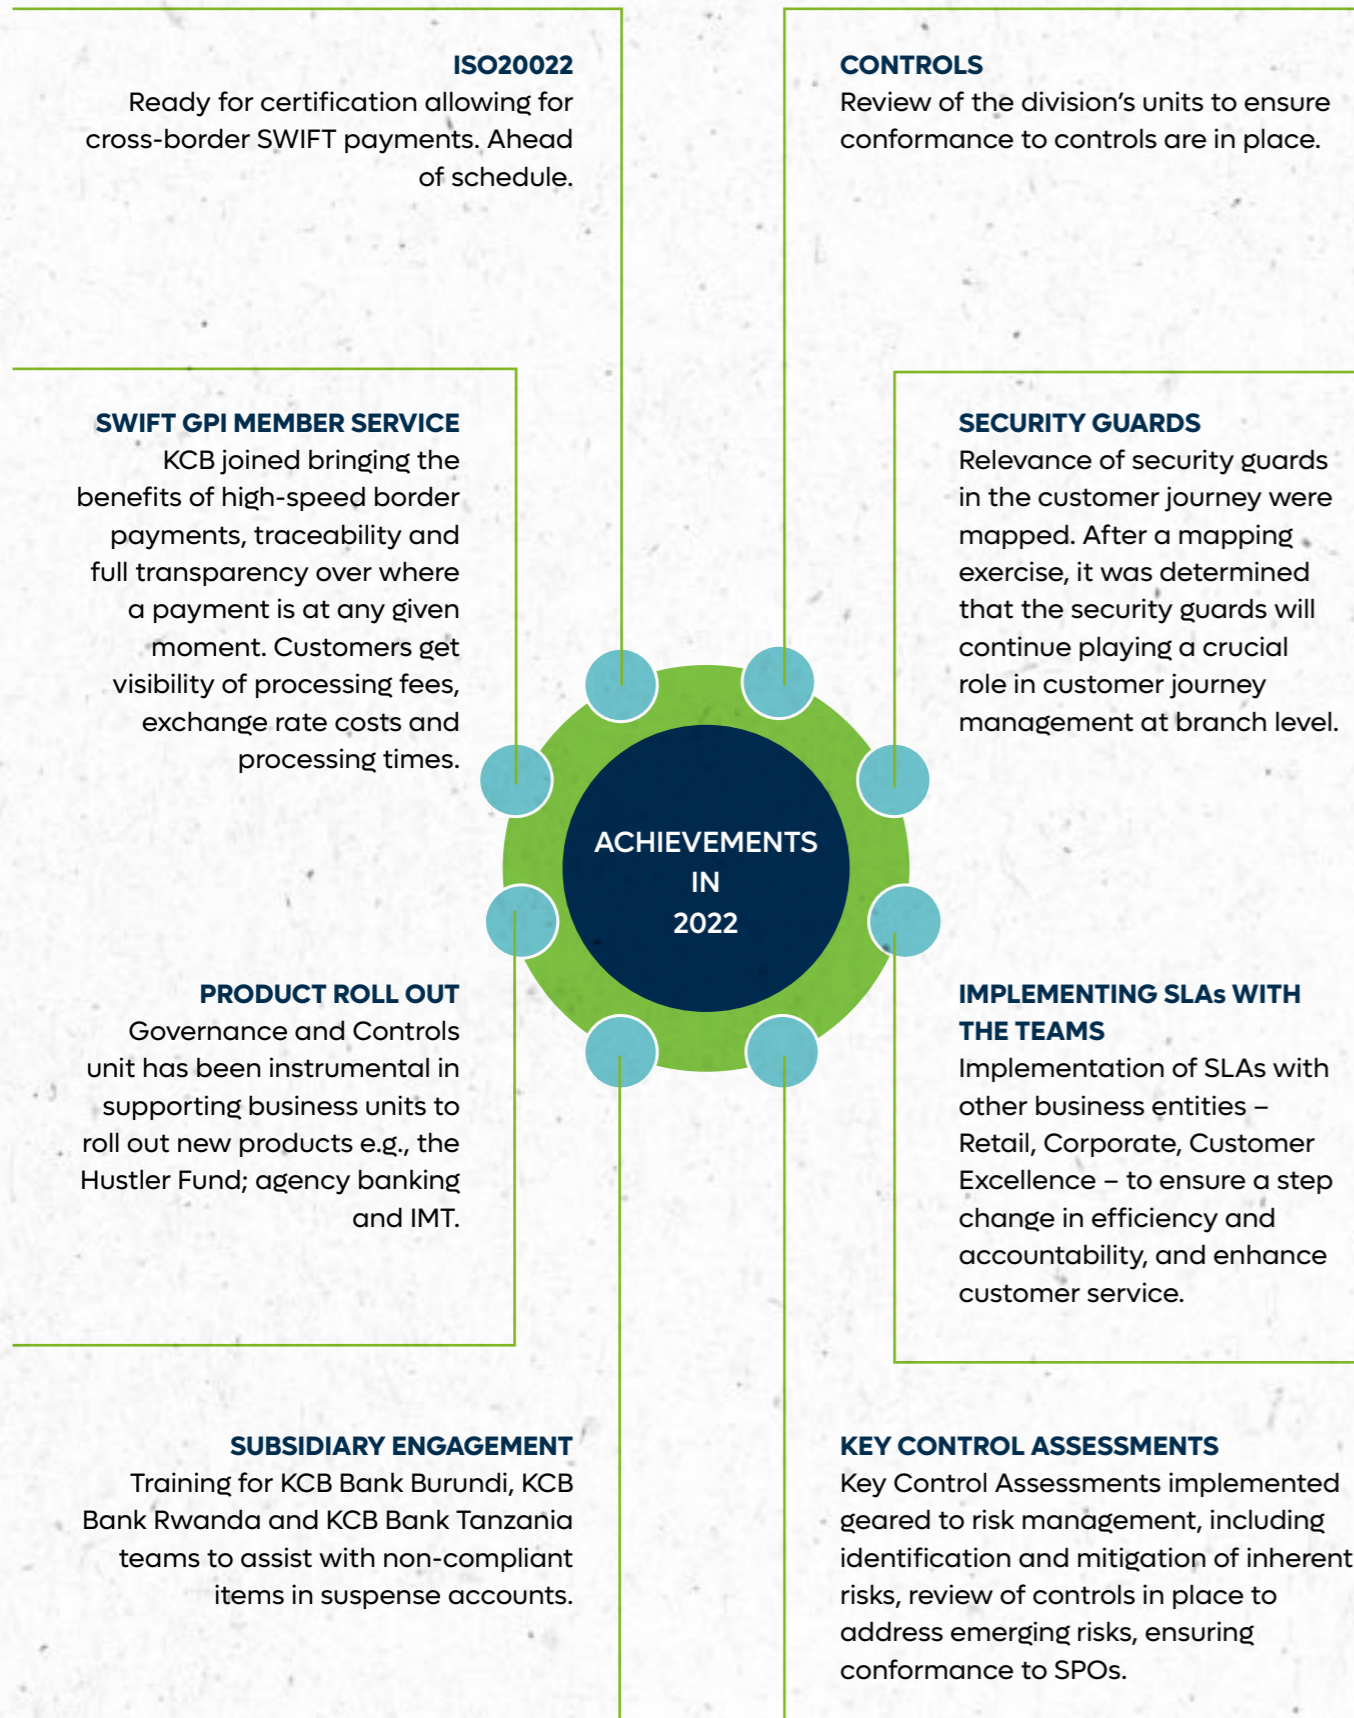 ISO20022
Ready for certification allowing for
cross-border SWIFT payments. Ahead
of schedule.
CONTROLS
Review of the division’s units to ensure
conformance to controls are in place.
SWIFT GPI MEMBER SERVICE
KCB joined bringing the
benefits of high-speed border
payments, traceability and
full transparency over where
a payment is at any given
moment. Customers get
visibility of processing fees,
exchange rate costs and
processing times.
SECURITY GUARDS
Relevance of security guards
in the customer journey were
mapped. After a mapping
exercise, it was determined
that the security guards will
continue playing a crucial
role in customer journey
management at branch level.
ACHIEVEMENTS
IN
2022
PRODUCT ROLL OUT
Governance and Controls
unit has been instrumental in
supporting business units to
roll out new products e.g., the
Hustler Fund; agency banking
and IMT.
IMPLEMENTING SLAs WITH
THE TEAMS
Implementation of SLAs with
other business entities –
Retail, Corporate, Customer
Excellence – to ensure a step
change in efficiency and
accountability, and enhance
customer service.
SUBSIDIARY ENGAGEMENT
Training for KCB Bank Burundi, KCB
Bank Rwanda and KCB Bank Tanzania
teams to assist with non-compliant
items in suspense accounts.
KEY CONTROL ASSESSMENTS
Key Control Assessments implemented
geared to risk management, including
identification and mitigation of inherent
risks, review of controls in place to
address emerging risks, ensuring
conformance to SPOs.